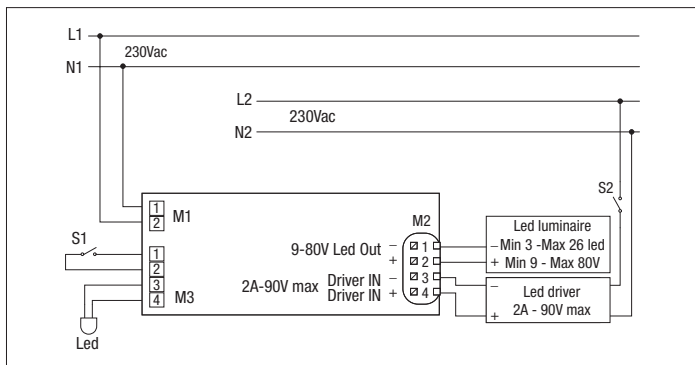 L1
230Vac
N1
L2
230Vac
N2
S2
1
2
M1
M2
S1
1
2
3
4
M3
Led
9-80V Led Out
−
+
2A-90V max
Driver IN −
Driver IN +
1
2
3
4
Led luminaire
− Min 3 -Max 26 led
+ Min 9 - Max 80V
− Led driver
+ 2A - 90V max